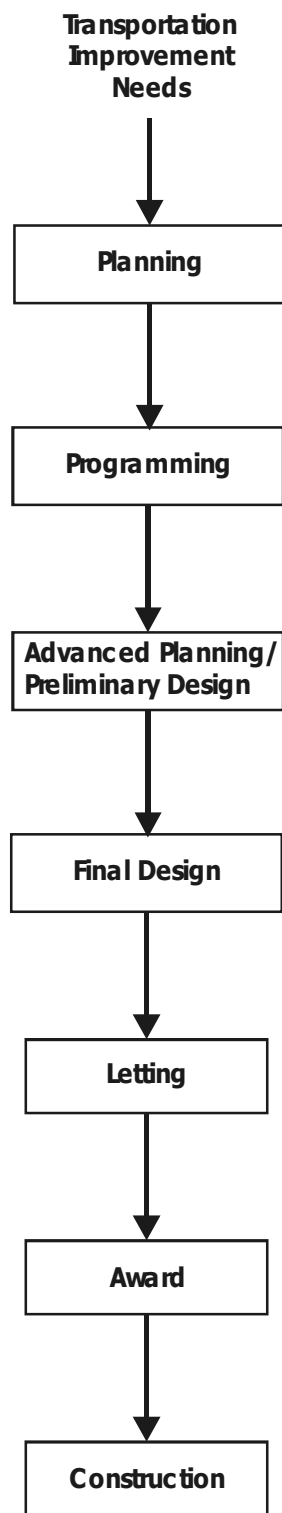 Transportation
Improvement
Needs
Planning
Programming
Advanced Planning/
Preliminary Design
Final Design
Letting
Award
Construction